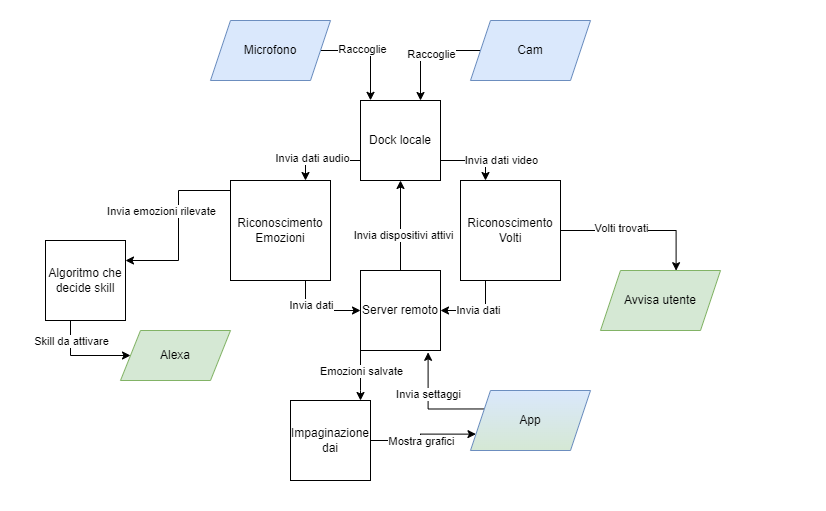 Microfono
Raccoglie
Raccoglie
Cam
Dock locale
Invia dati audio
Invia dati video
Invia emozioni rilevate
Riconoscimento
Emozioni
Invia dispositivi attivi
Riconoscimento
Volti
Volti trovati
Algoritmo che
decide skill
Invia dati
Server remoto
Invia dati
Avvisa utente
Skill da attivare
Alexa
Emozioni salvate
Invia settaggi
Impaginazione
dai
Mostra grafici
App